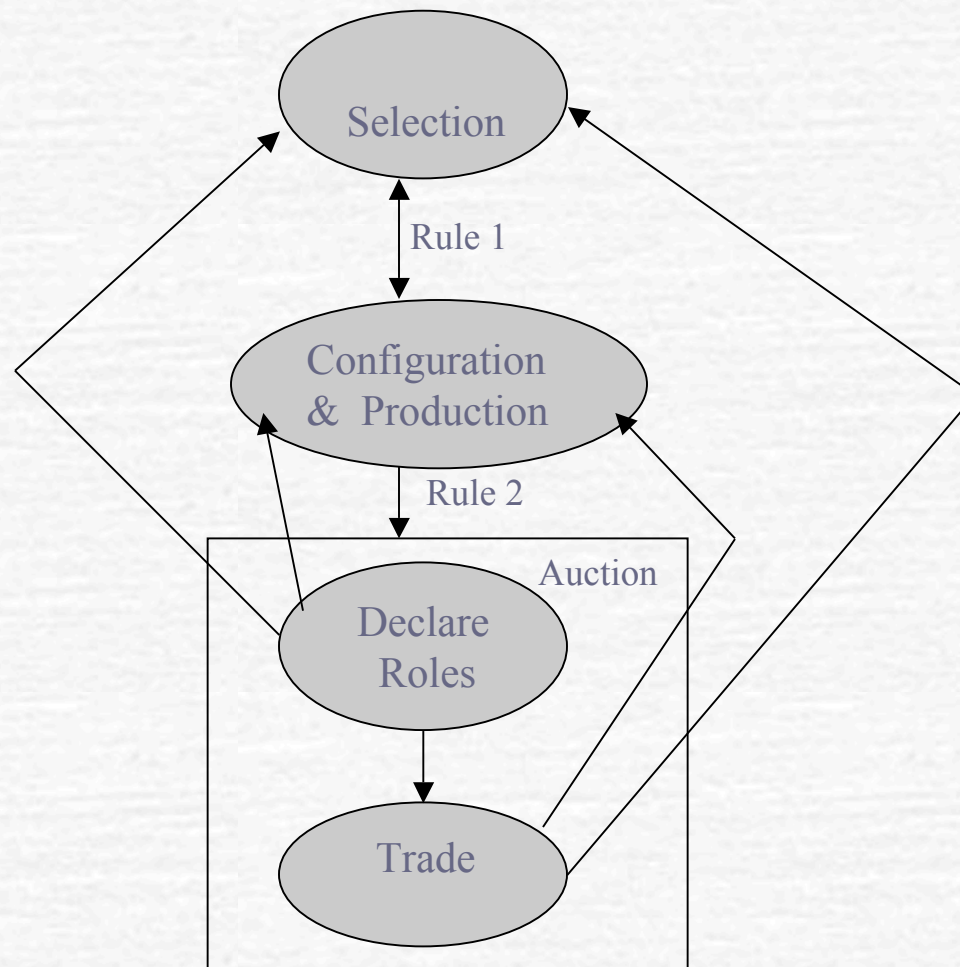 Selection
Rule 1
Configuration
& Production
Rule 2
Auction
Declare
Roles
Trade